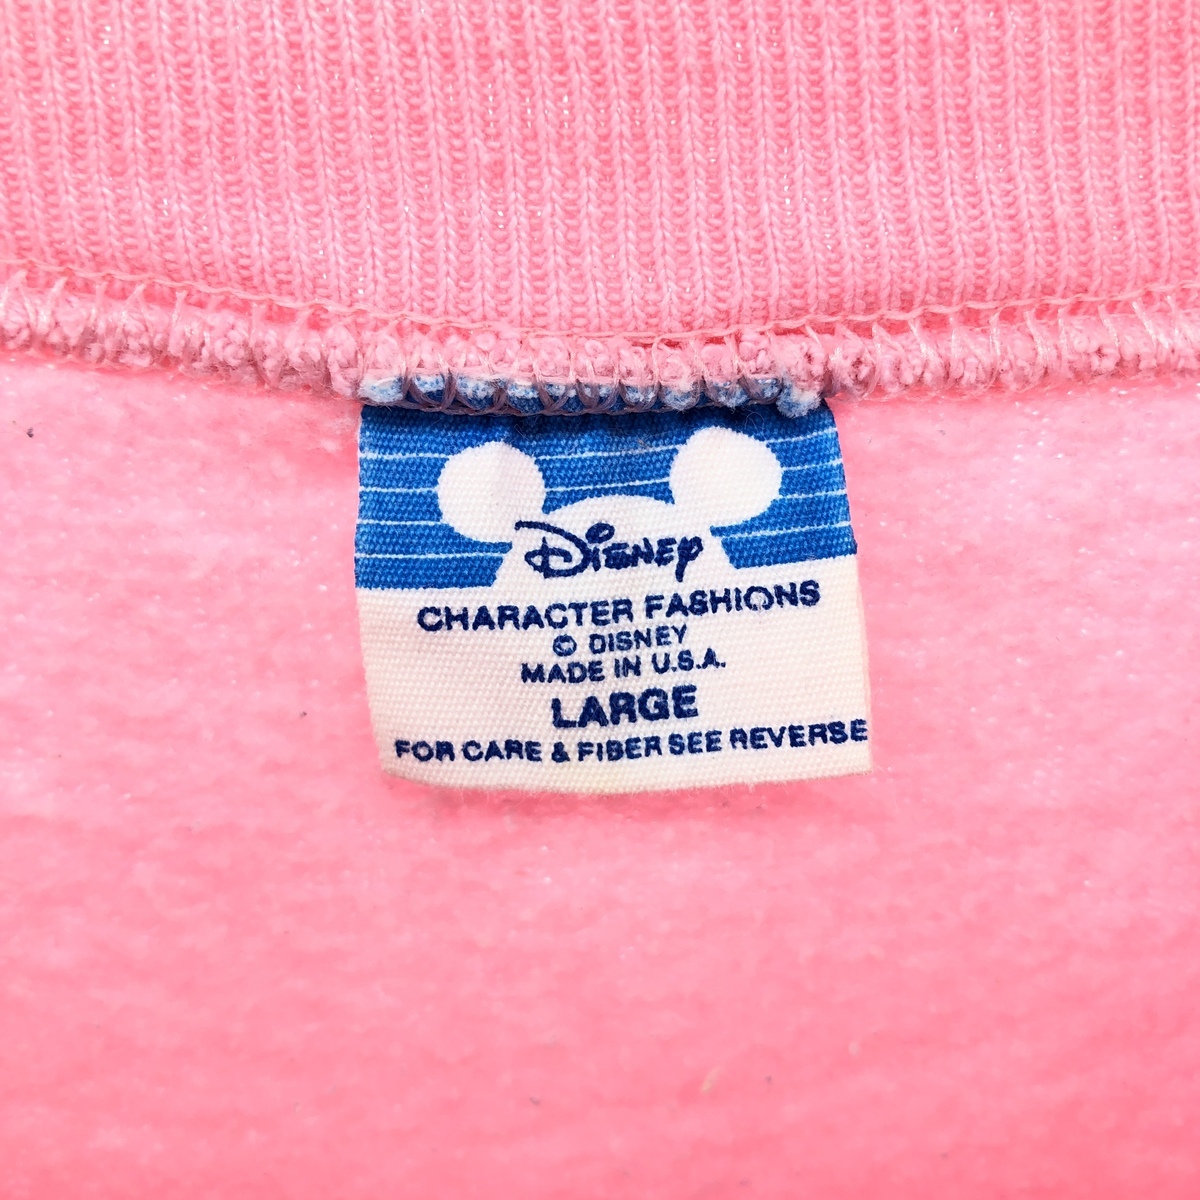 Disney
CHARACTER FASHIONS
© DISNEY
MADE IN U.S.A.
LARGE
FOR CARE & FIBER SEE REVERSE